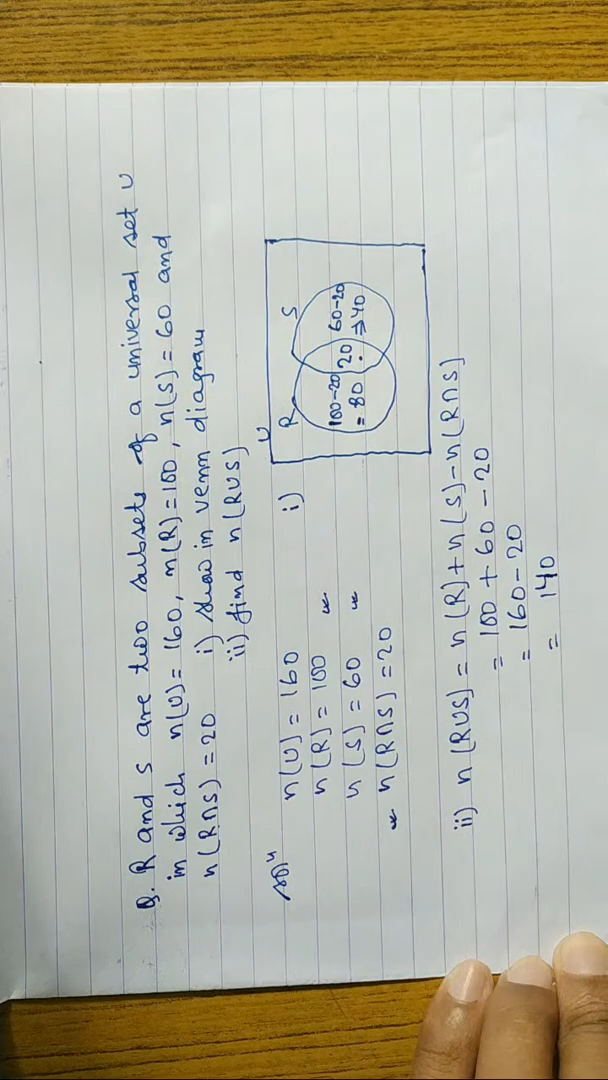 Q. R and S are two subsets of a universal set U
in which n(U) = 160, n(R) = 100, n(S) = 60 and
n(R∩S) = 20 i) show in venn diagram
ii) find n(RUS)
solⁿ
n(U) = 160
n(R) = 100
n(S) = 60
n(R∩S) = 20
i)
U
R S
100-20 20 60-20
= 80 ⇒ 40
ii) n(RUS) = n(R) + n(S) - n(R∩S)
= 100 + 60 - 20
= 160 - 20
= 140